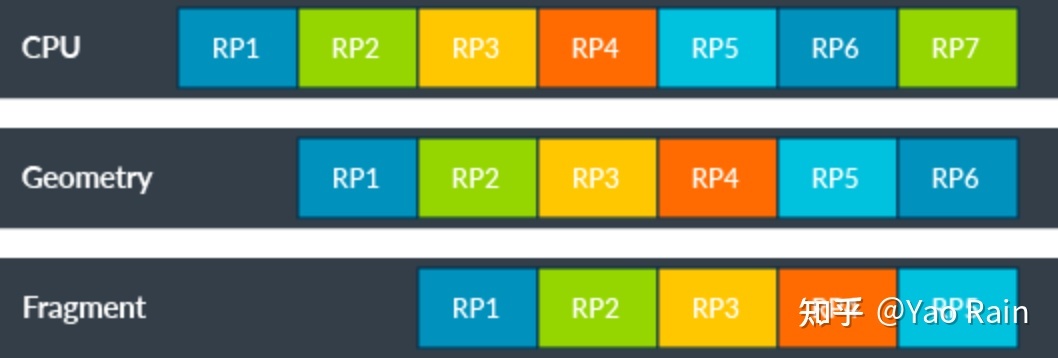 CPU RP1 RP2 RP3 RP4 RP5 RP6 RP7
Geometry RP1 RP2 RP3 RP4 RP5 RP6
Fragment RP1 RP2 RP3 RP4 RP5
知乎 @Yao Rain